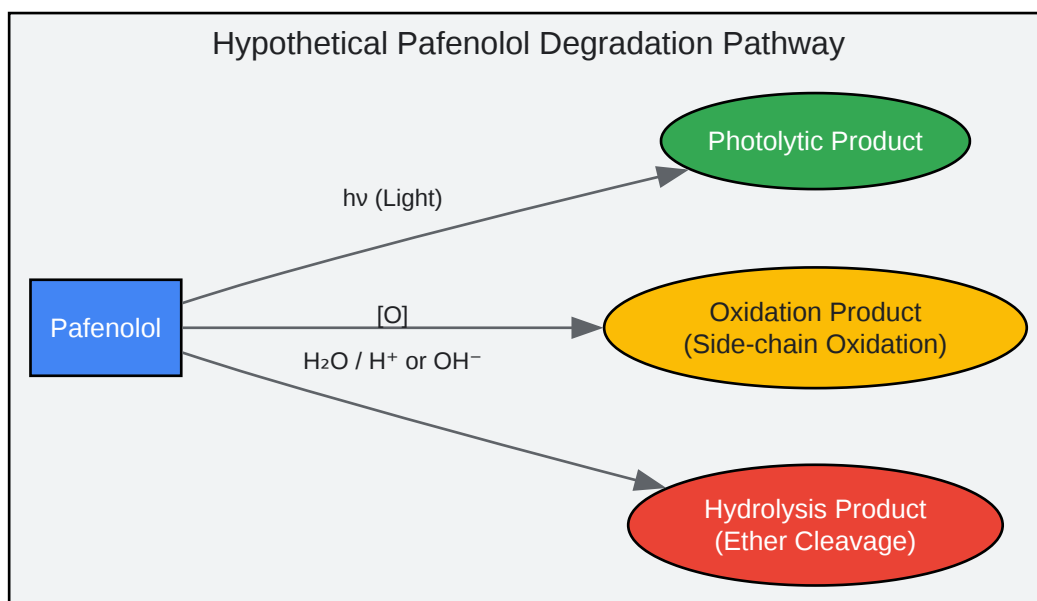 Hypothetical Pafenolol Degradation Pathway
Photolytic Product
hν (Light)
Pafenolol
[O]
Oxidation Product
(Side-chain Oxidation)
H₂O / H⁺ or OH⁻
Hydrolysis Product
(Ether Cleavage)